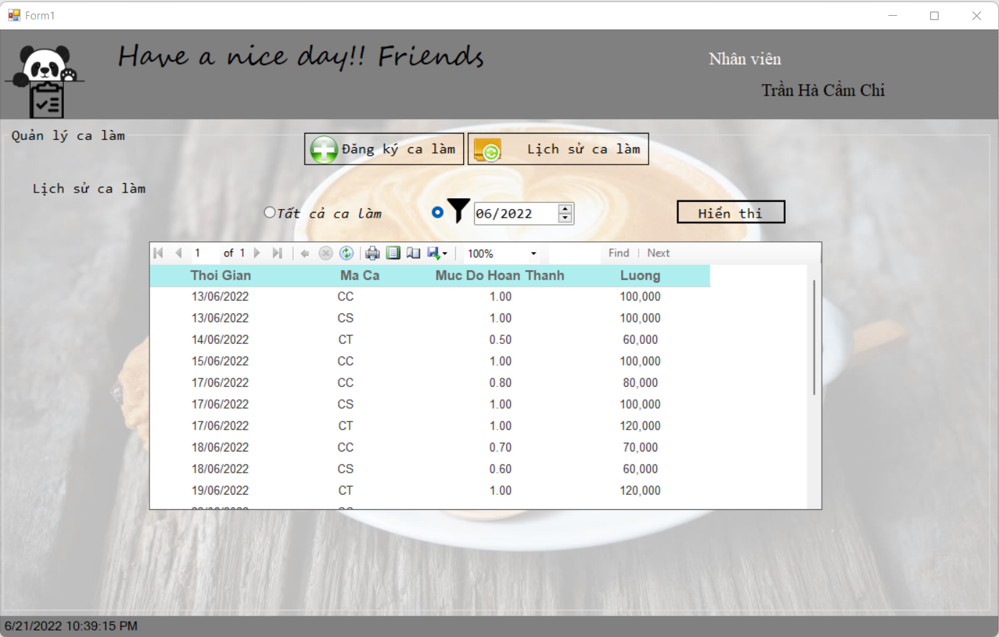 Form1
Have a nice day!! Friends
Nhân viên
Trần Hà Cẩm Chi
Quản lý ca làm
Đăng ký ca làm
Lịch sử ca làm
Lịch sử ca làm
Tất cả ca làm
06/2022
Hiển thi
1 of 1 100% Find | Next
Thoi Gian Ma Ca Muc Do Hoan Thanh Luong
13/06/2022 CC 1.00 100,000
13/06/2022 CS 1.00 100,000
14/06/2022 CT 0.50 60,000
15/06/2022 CC 1.00 100,000
17/06/2022 CC 0.80 80,000
17/06/2022 CS 1.00 100,000
17/06/2022 CT 1.00 120,000
18/06/2022 CC 0.70 70,000
18/06/2022 CS 0.60 60,000
19/06/2022 CT 1.00 120,000
6/21/2022 10:39:15 PM